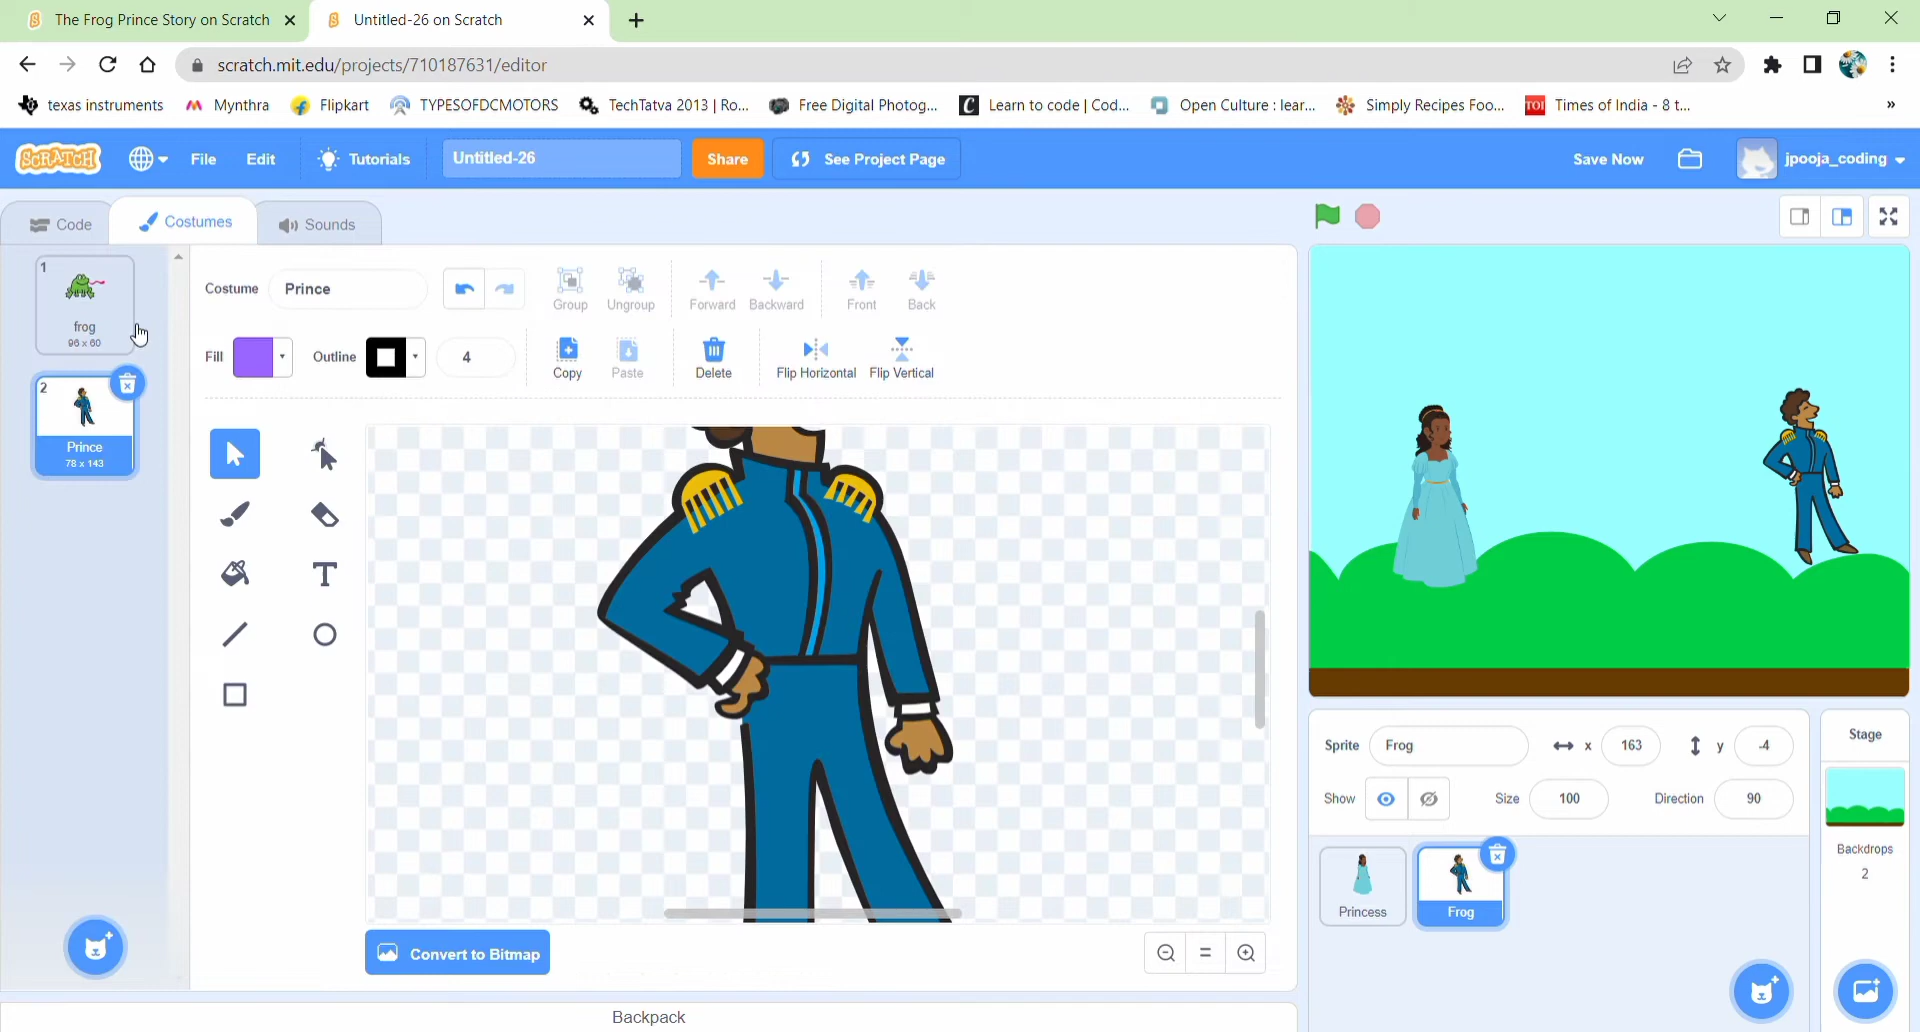 The Frog Prince Story on Scratch
Untitled-26 on Scratch
scratch.mit.edu/projects/710187631/editor
texas instruments
Mynthra
Flipkart
TYPESOFDCMOTORS
TechTatva 2013 | Ro...
Free Digital Photog...
Learn to code | Cod...
Open Culture : lear...
Simply Recipes Foo...
TOI
Times of India - 8 t...
»
SCRATCH
File
Edit
Tutorials
Untitled-26
Share
See Project Page
Save Now
jpooja_coding
Code
Costumes
Sounds
1
frog
96 x 60
2
Prince
78 x 143
Costume
Prince
Group
Ungroup
Forward
Backward
Front
Back
Fill
Outline
4
Copy
Paste
Delete
Flip Horizontal
Flip Vertical
T
Convert to Bitmap
Backpack
Sprite
Frog
x
163
y
-4
Show
Size
100
Direction
90
Princess
Frog
Stage
Backdrops
2